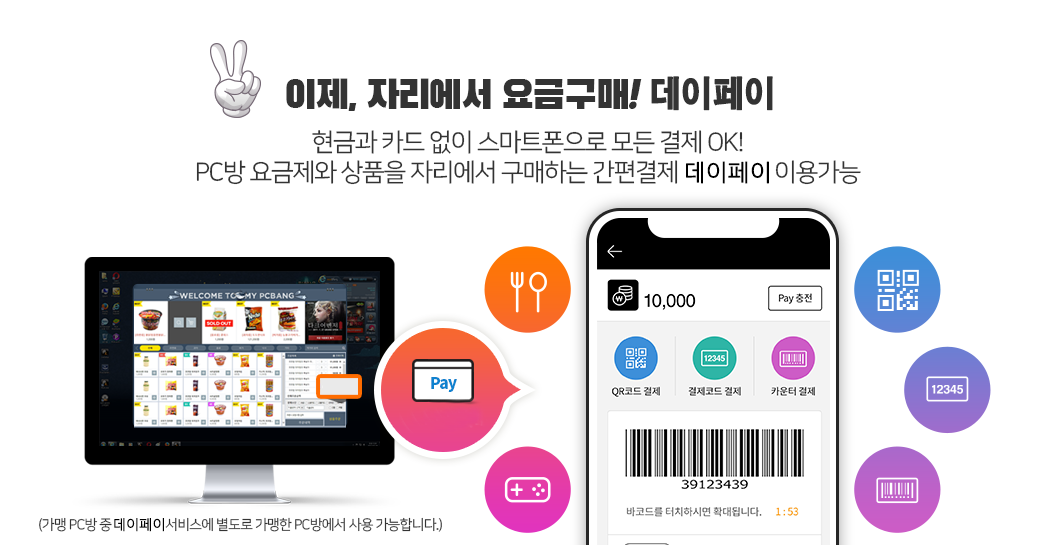 이제, 자리에서 요금구매! 데이페이
현금과 카드 없이 스마트폰으로 모든 결제 OK!
PC방 요금제와 상품을 자리에서 구매하는 간편결제 데이페이 이용가능
WELCOME TO MY PCBANG
SOLD OUT
Pay
10,000
Pay 충전
12345
QR코드 결제
결제코드 결제
카운터 결제
12345
39123439
바코드를 터치하시면 확대됩니다. 1:53
(가맹 PC방 중 데이페이서비스에 별도로 가맹한 PC방에서 사용 가능합니다.)